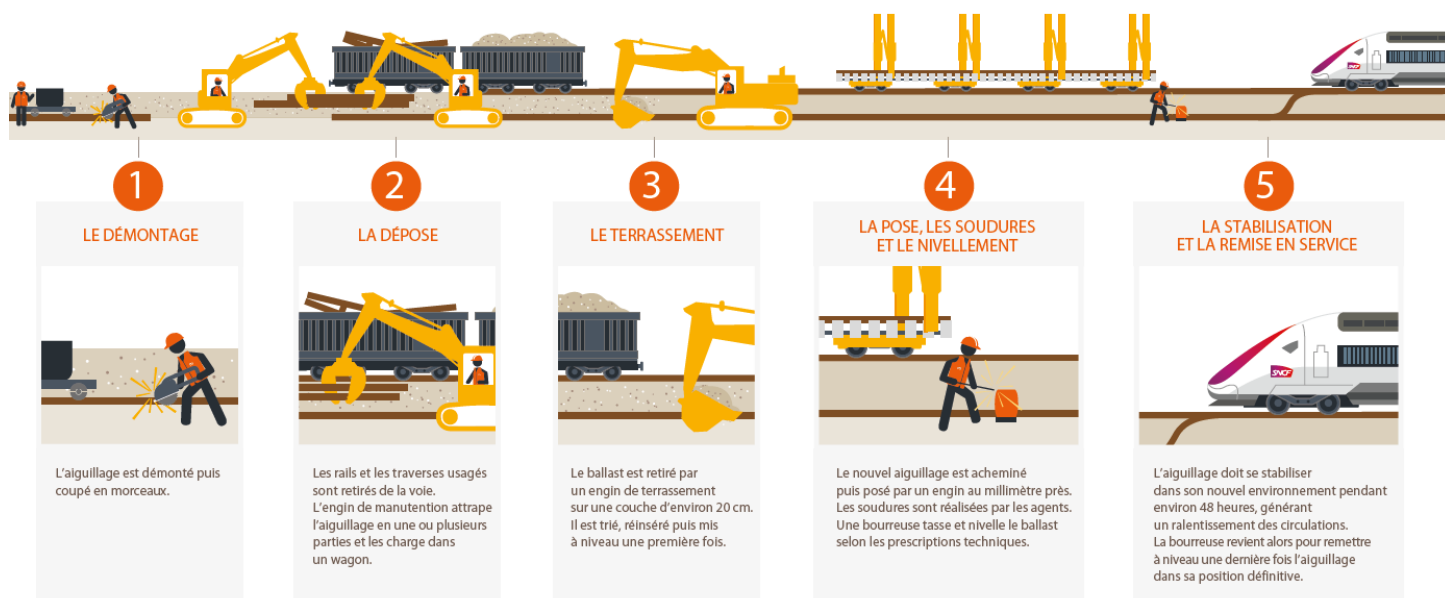 SNCF
1
LE DÉMONTAGE
L'aiguillage est démonté puis
coupé en morceaux.
2
LA DÉPOSE
Les rails et les traverses usagés
sont retirés de la voie.
L'engin de manutention attrape
l'aiguillage en une ou plusieurs
parties et les charge dans
un wagon.
3
LE TERRASSEMENT
Le ballast est retiré par
un engin de terrassement
sur une couche d'environ 20 cm.
Il est trié, réinséré puis mis
à niveau une première fois.
4
LA POSE, LES SOUDURES
ET LE NIVELLEMENT
Le nouvel aiguillage est acheminé
puis posé par un engin au millimètre près.
Les soudures sont réalisées par les agents.
Une bourreuse tasse et nivelle le ballast
selon les prescriptions techniques.
5
LA STABILISATION
ET LA REMISE EN SERVICE
SNCF
L'aiguillage doit se stabiliser
dans son nouvel environnement pendant
environ 48 heures, générant
un ralentissement des circulations.
La bourreuse revient alors pour remettre
à niveau une dernière fois l'aiguillage
dans sa position définitive.